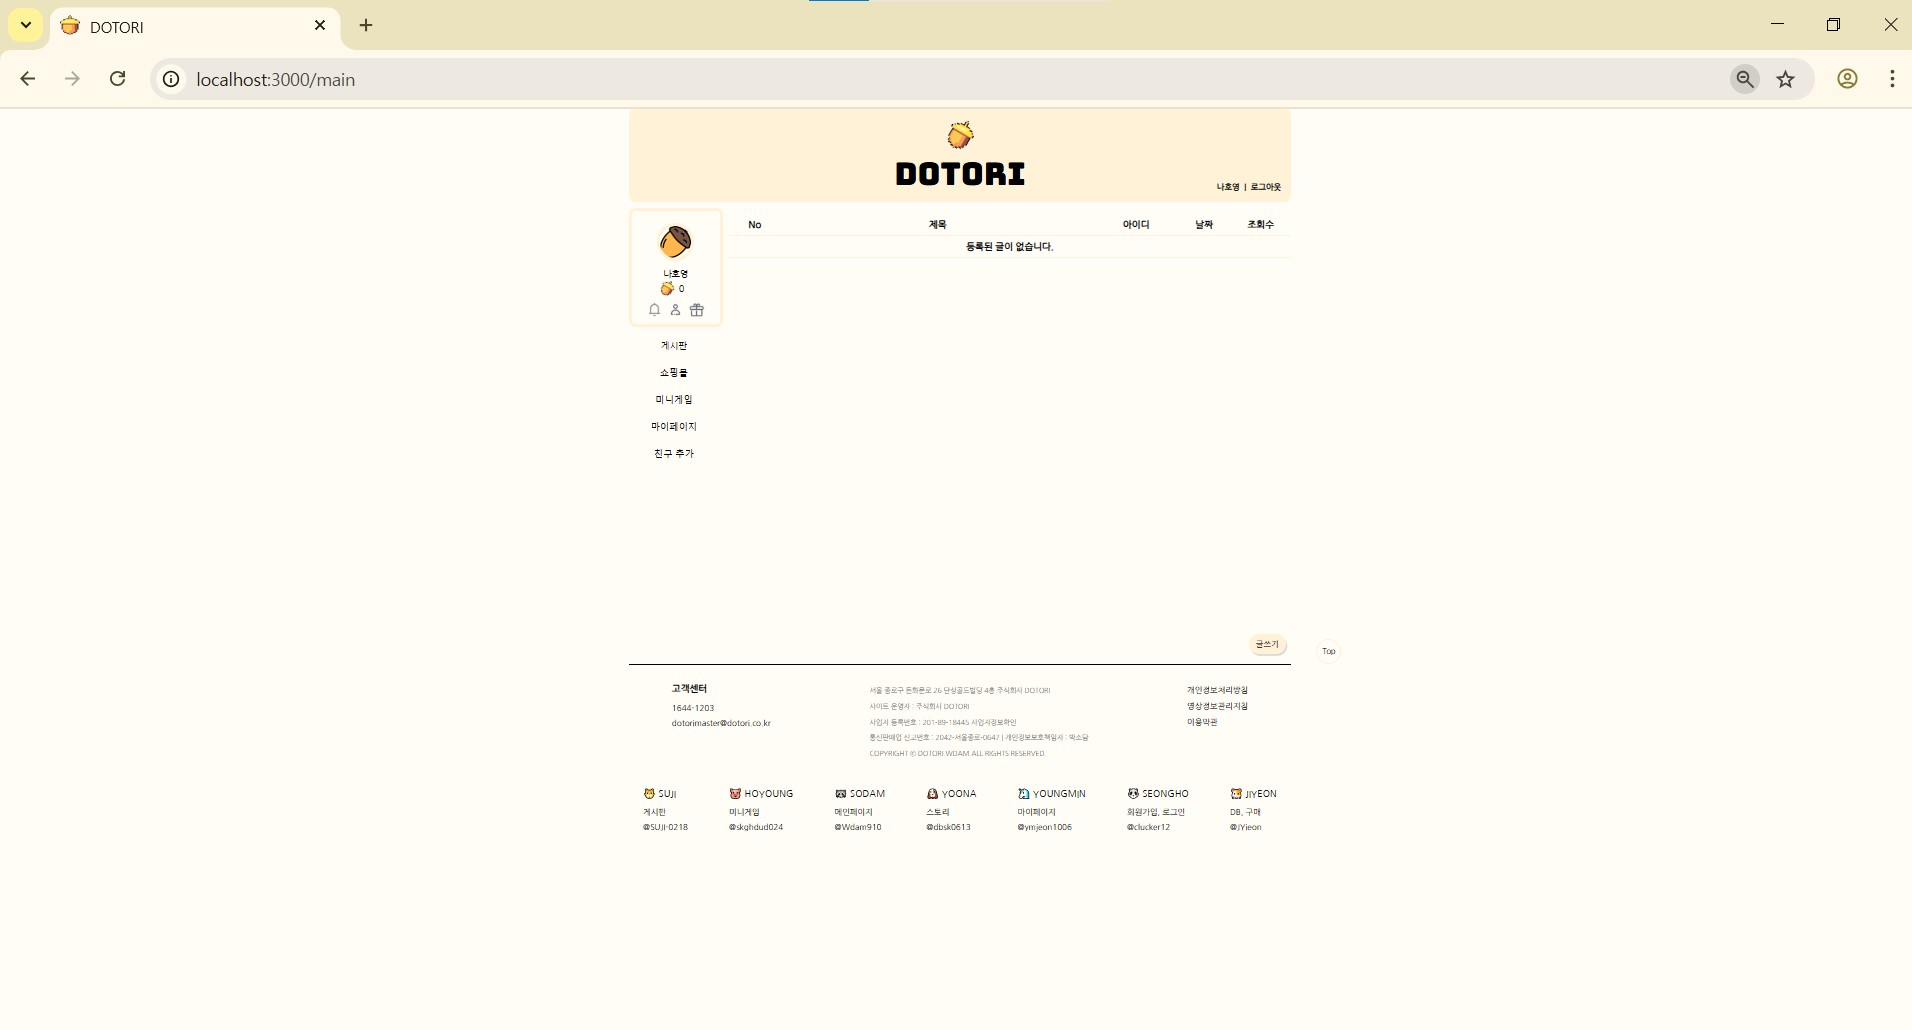 DOTORI
localhost:3000/main
DOTORI
나호영 | 로그아웃
No 제목 아이디 날짜 조회수
등록된 글이 없습니다.
나호영
0
게시판
쇼핑몰
미니게임
마이페이지
친구 추가
글쓰기
Top
고객센터
1644-1203
dotorimaster@dotori.co.kr
서울 종로구 돈화문로 26 단성골드빌딩 4층 주식회사 DOTORI
사이트 운영자 : 주식회사 DOTORI
사업자 등록번호 : 201-89-18445 사업자정보확인
통신판매업 신고번호 : 2042-서울종로-0647 | 개인정보보호책임자 : 박소담
COPYRIGHT ⓒ DOTORI.WDAM.ALL RIGHTS RESERVED.
개인정보처리방침
영상정보관리지침
이용약관
SUJI
게시판
@SUJI-0218
HOYOUNG
미니게임
@skghdud024
SODAM
메인페이지
@Wdam910
YOONA
스토리
@dbsk0613
YOUNGMIN
마이페이지
@ymjeon1006
SEONGHO
회원가입, 로그인
@clucker12
JIYEON
DB, 구매
@JYieon